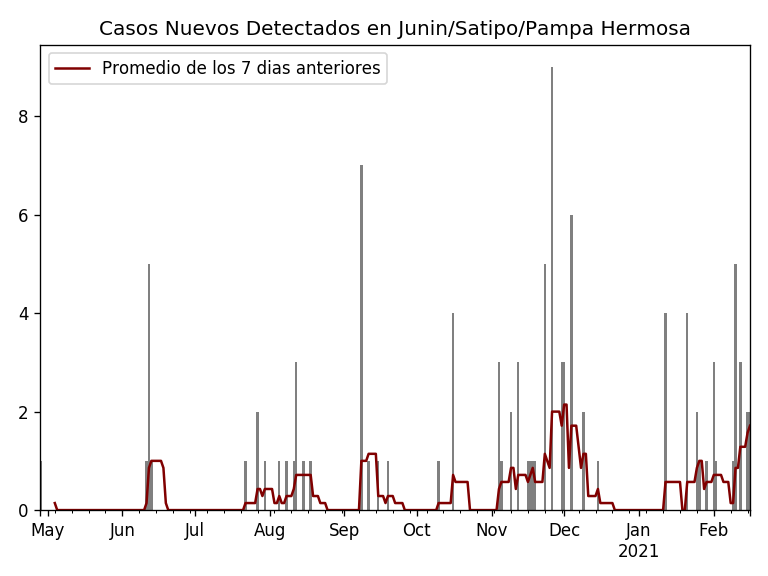 Casos Nuevos Detectados en Junin/Satipo/Pampa Hermosa
Promedio de los 7 dias anteriores
8
6
4
2
0
May Jun Jul Aug Sep Oct Nov Dec Jan Feb
2021